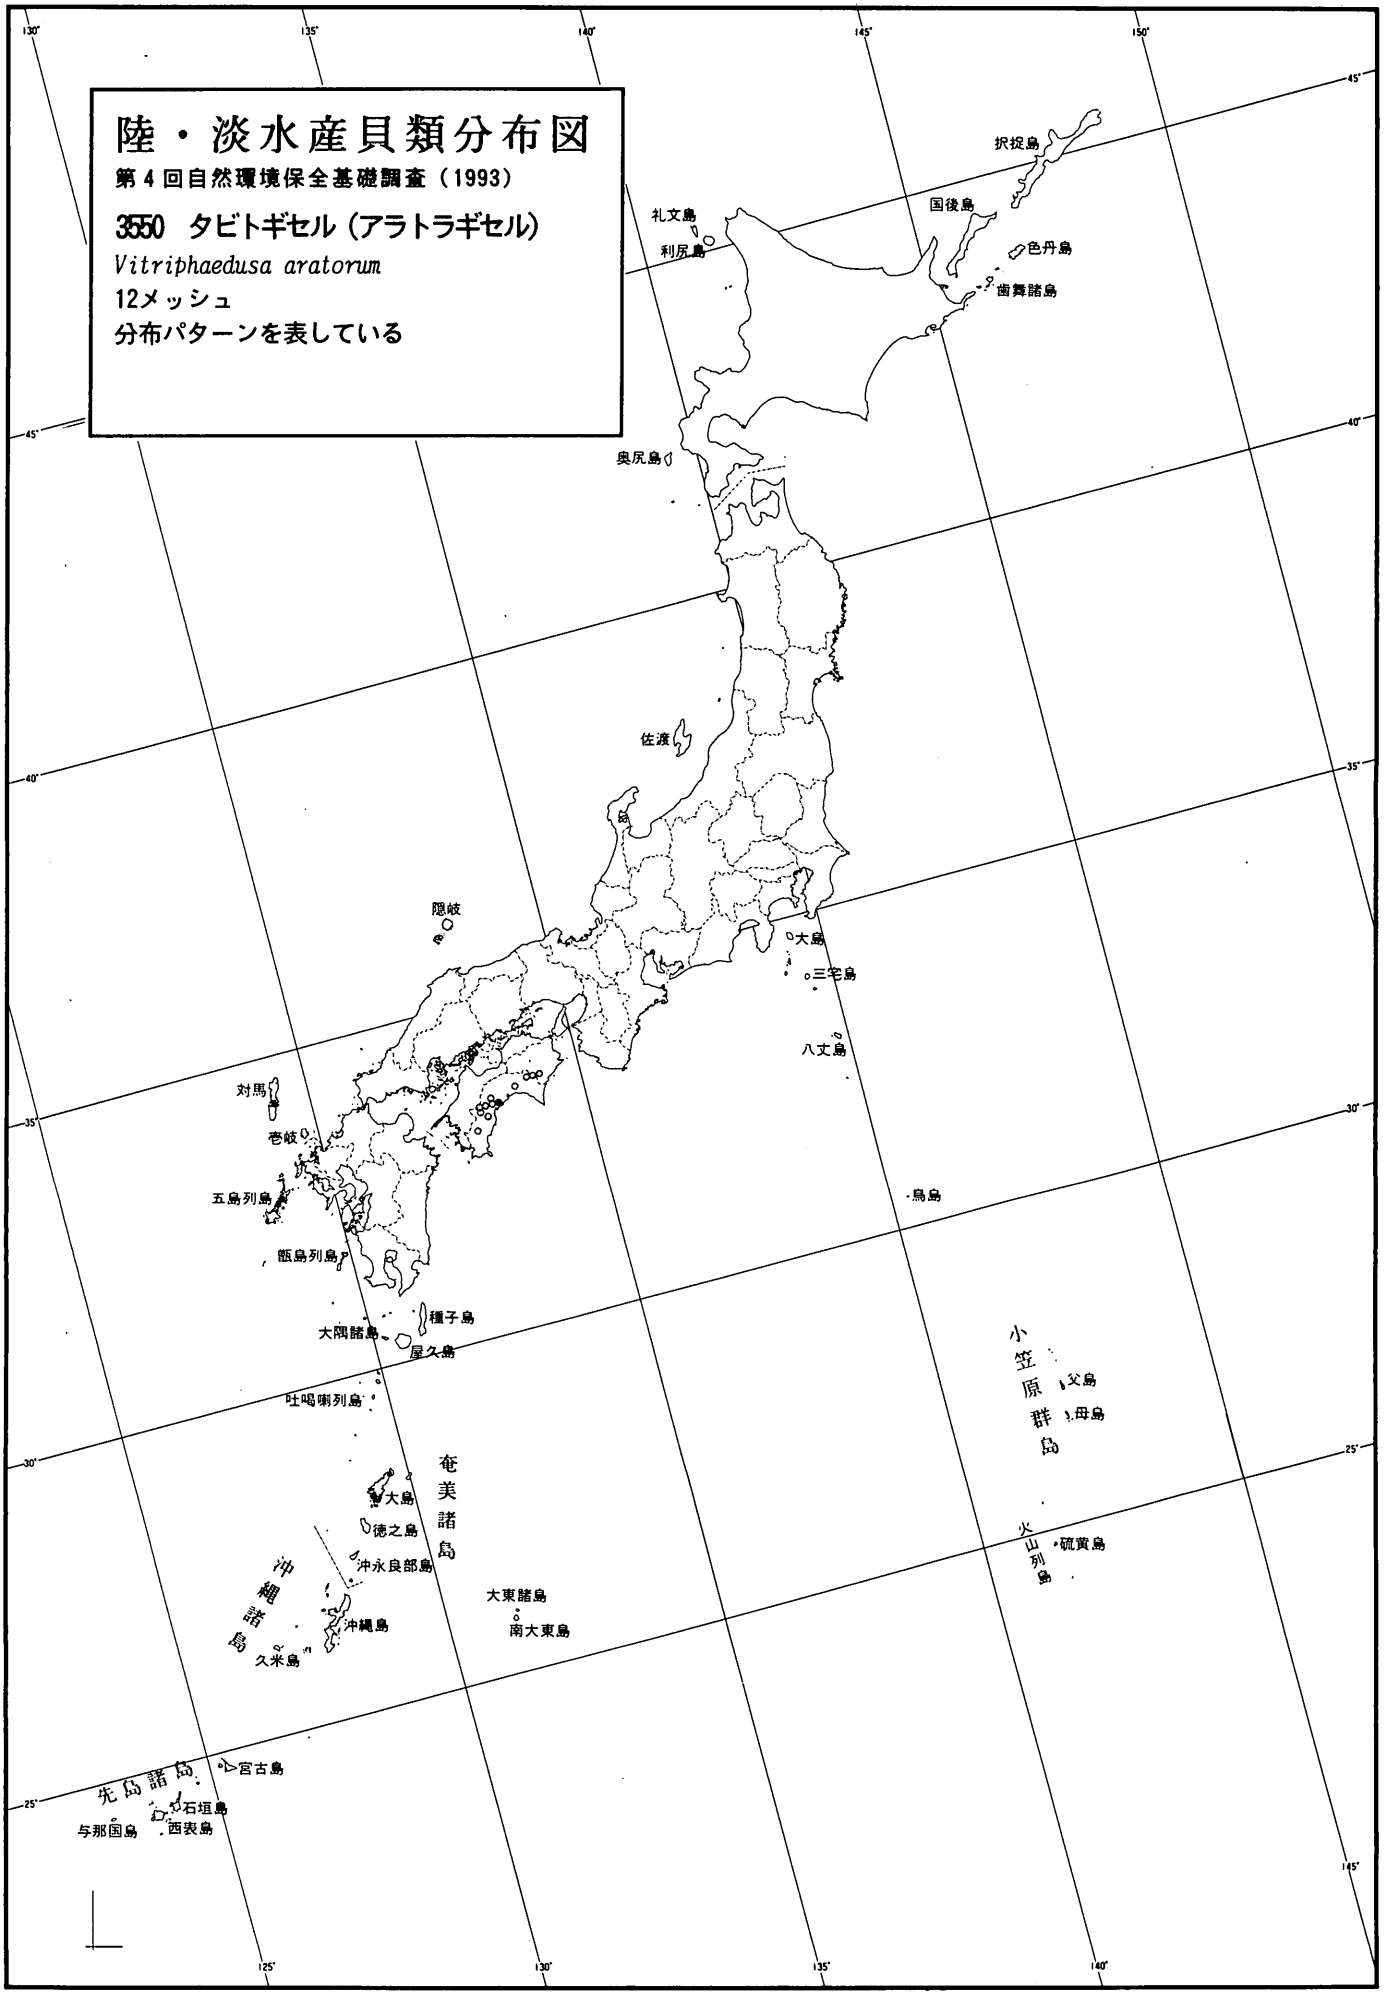 130°
135°
140°
145°
150°
陸・淡水産貝類分布図
第4回自然環境保全基礎調査（1993）
3550 タビトギセル（アラトラギセル）
Vitriphaedusa aratorum
12メッシュ
分布パターンを表している
45°
択捉島
国後島
礼文島
利尻島
色丹島
歯舞諸島
45°
40°
奥尻島
佐渡
40°
35°
隠岐
大島
三宅島
八丈島
対馬
35°
壱岐
30°
五島列島
鳥島
甑島列島
種子島
大隅諸島
屋久島
吐噶喇列島
小笠原群島
父島
母島
30°
25°
奄美諸島
大島
徳之島
沖永良部島
火山列島
硫黄島
沖縄諸島
大東諸島
南大東島
沖縄島
久米島
先島諸島
宮古島
25°
石垣島
与那国島
西表島
145°
125°
130°
135°
140°